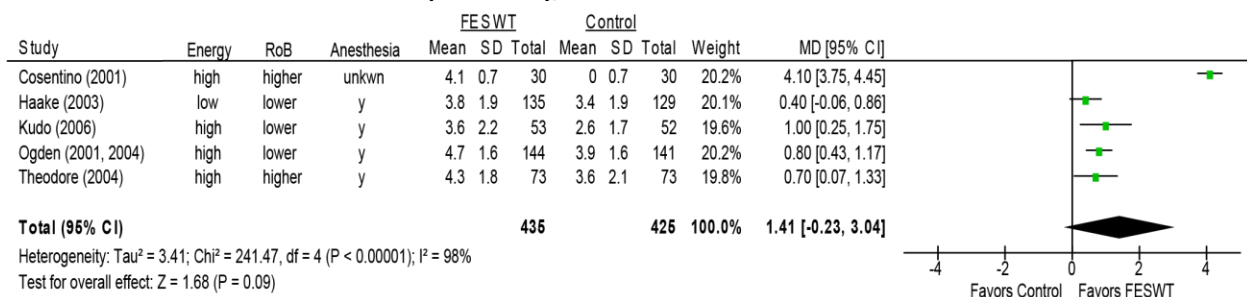 FESWT Control
Study Energy RoB Anesthesia Mean SD Total Mean SD Total Weight MD [95% CI]
Cosentino (2001) high higher unkwn 4.1 0.7 30 0 0.7 30 20.2% 4.10 [3.75, 4.45]
Haake (2003) low lower y 3.8 1.9 135 3.4 1.9 129 20.1% 0.40 [-0.06, 0.86]
Kudo (2006) high lower y 3.6 2.2 53 2.6 1.7 52 19.6% 1.00 [0.25, 1.75]
Ogden (2001, 2004) high lower y 4.7 1.6 144 3.9 1.6 141 20.2% 0.80 [0.43, 1.17]
Theodore (2004) high higher y 4.3 1.8 73 3.6 2.1 73 19.8% 0.70 [0.07, 1.33]
Total (95% CI) 435 425 100.0% 1.41 [-0.23, 3.04]
Heterogeneity: Tau² = 3.41; Chi² = 241.47, df = 4 (P < 0.00001); I² = 98%
Test for overall effect: Z = 1.68 (P = 0.09)
-4 -2 0 2 4
Favors Control Favors FESWT